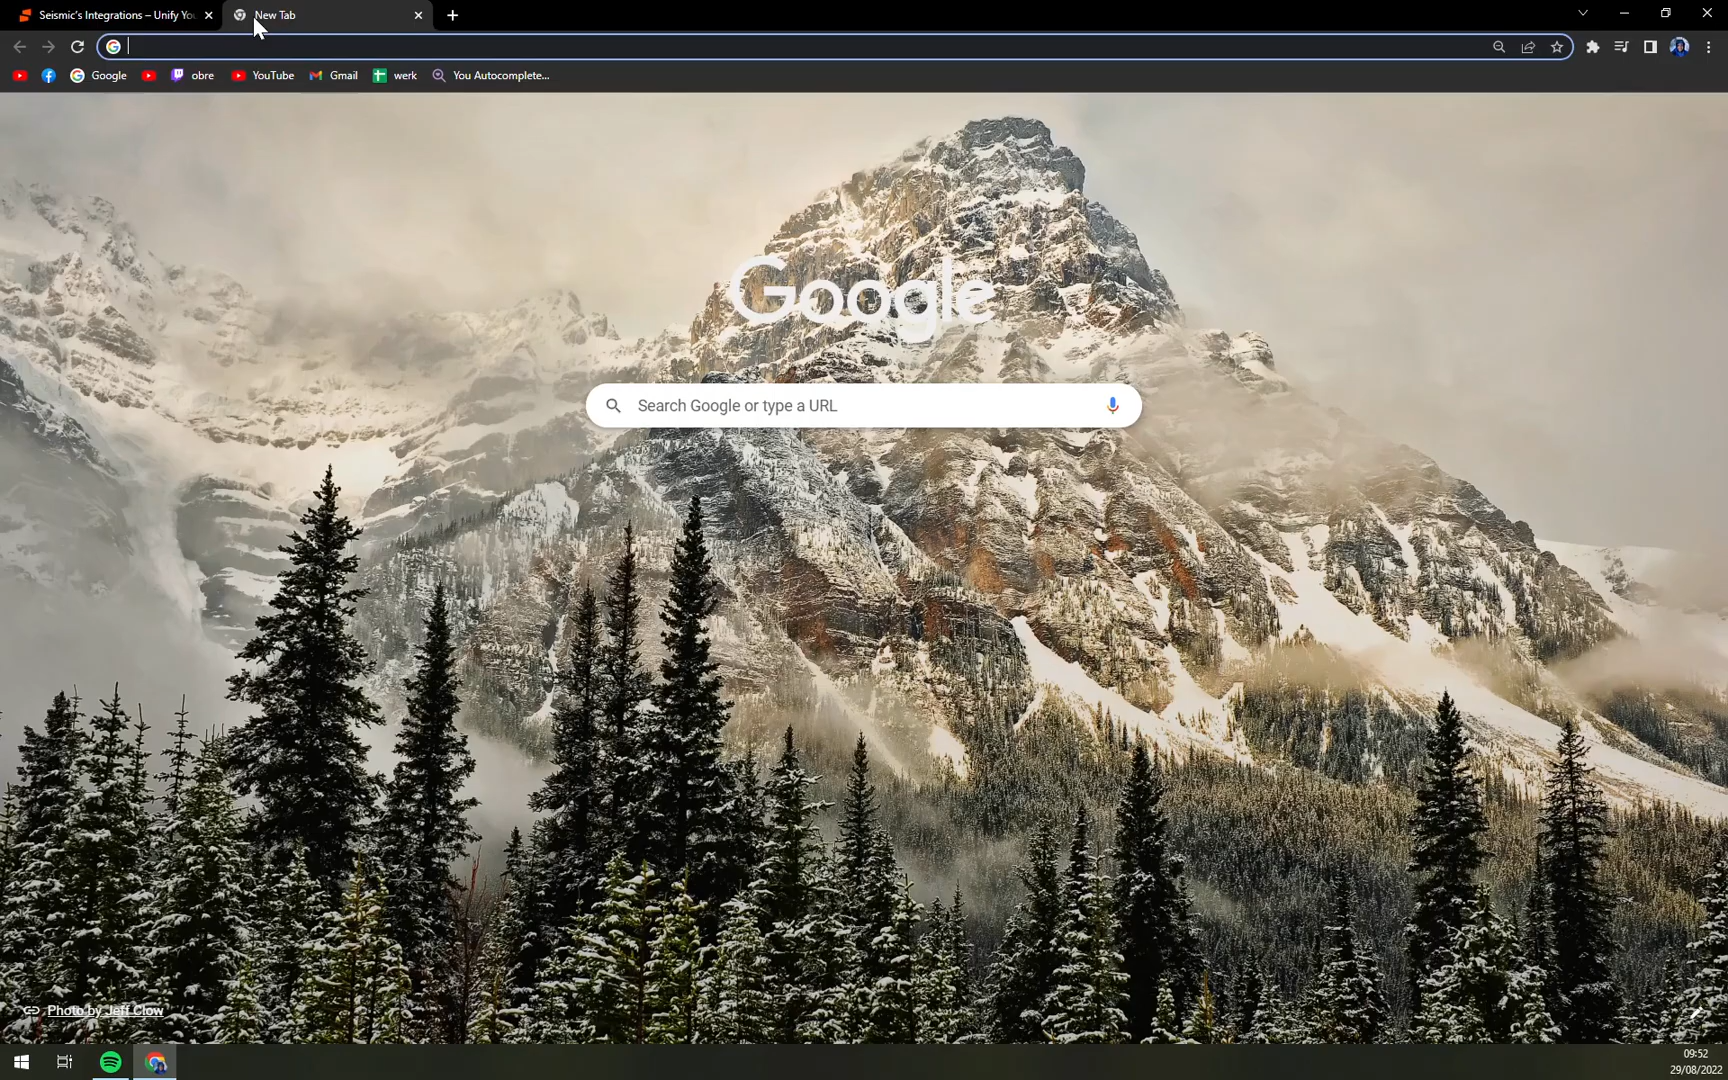 Seismic's Integrations – Unify You
New Tab
Google
obre
YouTube
Gmail
werk
You Autocomplete...
Google
Search Google or type a URL
Photo by Jeff Clow
09:52
29/08/2022